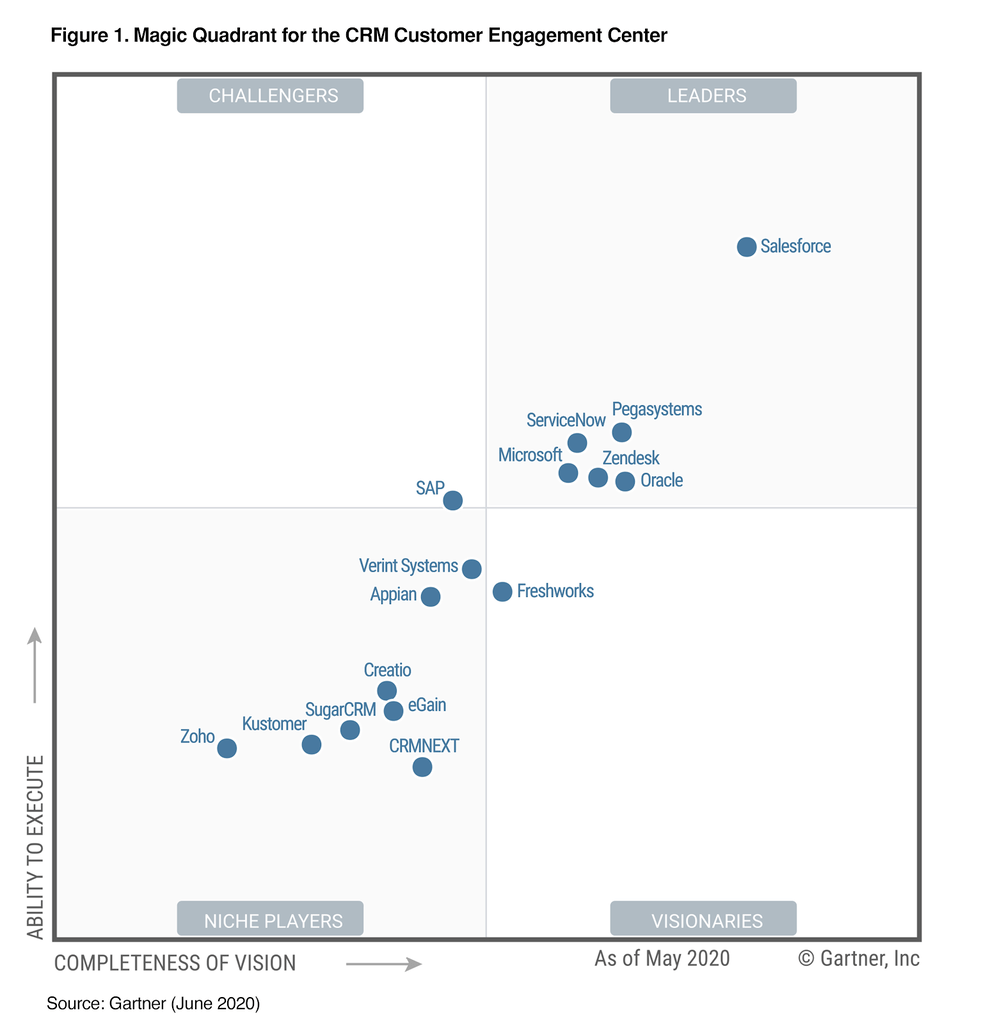 Figure 1. Magic Quadrant for the CRM Customer Engagement Center
CHALLENGERS
LEADERS
Salesforce
Pegasystems
ServiceNow
Microsoft
Zendesk
Oracle
SAP
Verint Systems
Appian
Freshworks
Creatio
eGain
SugarCRM
Kustomer
Zoho
CRMNEXT
NICHE PLAYERS
VISIONARIES
ABILITY TO EXECUTE
COMPLETENESS OF VISION
As of May 2020
© Gartner, Inc
Source: Gartner (June 2020)